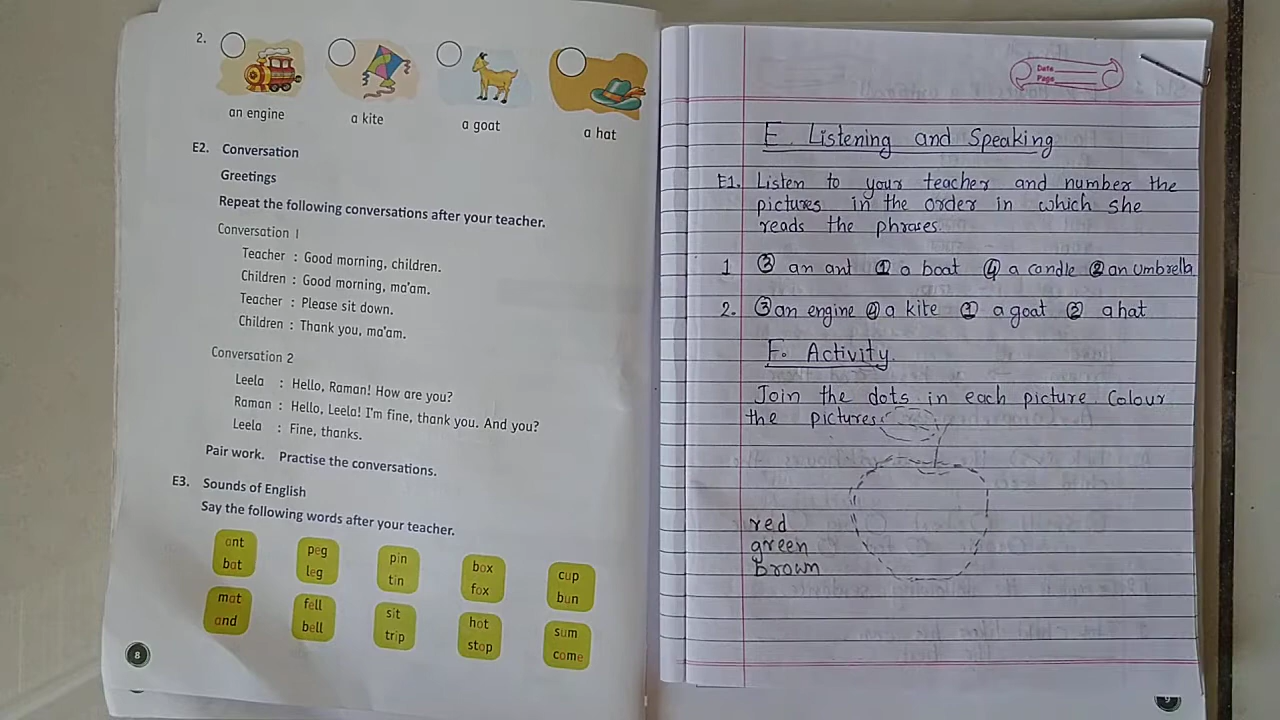 2.
an engine a kite a goat a hat
E2. Conversation
Greetings
Repeat the following conversations after your teacher.
Conversation 1
Teacher : Good morning, children.
Children : Good morning, ma'am.
Teacher : Please sit down.
Children : Thank you, ma'am.
Conversation 2
Leela : Hello, Raman! How are you?
Raman : Hello, Leela! I'm fine, thank you. And you?
Leela : Fine, thanks.
Pair work. Practise the conversations.
E3. Sounds of English
Say the following words after your teacher.
ant peg pin box cup
bat leg tin fox bun
mat fell sit hot sum
and bell trip stop come
8
Date
Page
E. Listening and Speaking
E1. Listen to your teacher and number the
pictures in the order in which she
reads the phrases.
1 ③ an ant ① a boat ④ a candle ② an umbrella
2. ③ an engine ④ a kite ① a goat ② a hat
F. Activity.
Join the dots in each picture. Colour
the pictures.
red
green
brown
9